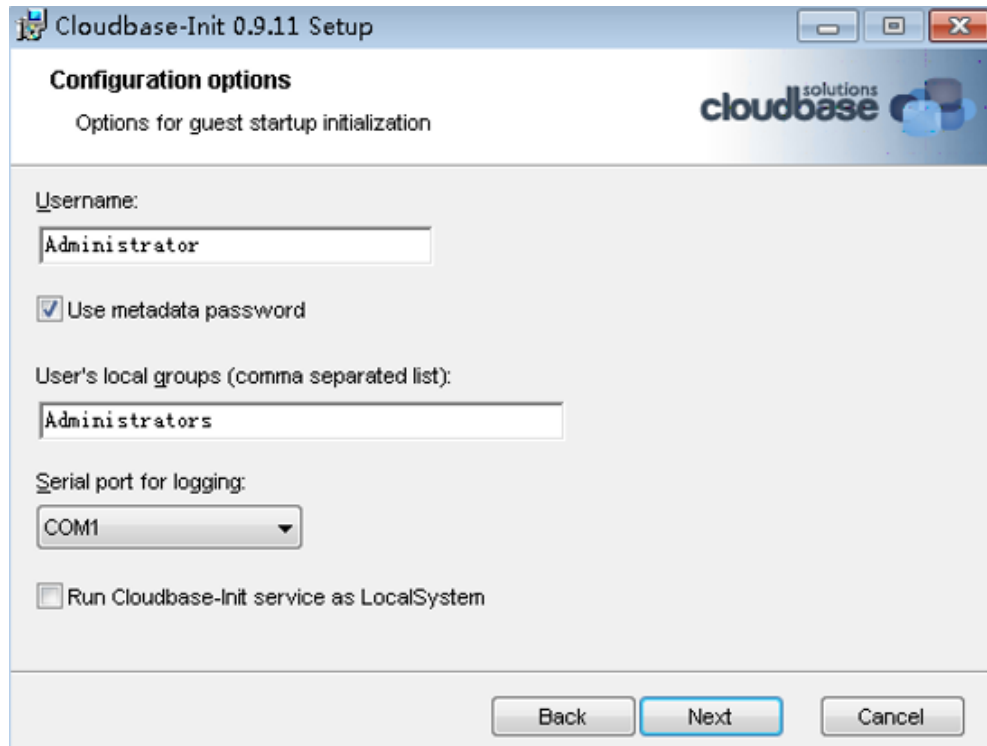 Cloudbase-Init 0.9.11 Setup
Configuration options
Options for guest startup initialization
solutions
cloudbase
Username:
Administrator
Use metadata password
User's local groups (comma separated list):
Administrators
Serial port for logging:
COM1
Run Cloudbase-Init service as LocalSystem
Back Next Cancel